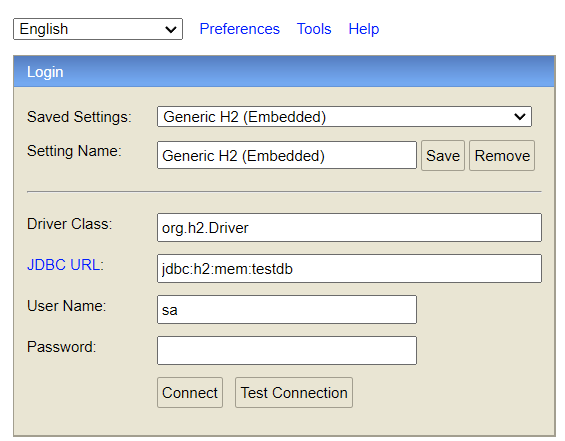 English Preferences Tools Help
Login
Saved Settings: Generic H2 (Embedded)
Setting Name: Generic H2 (Embedded) Save Remove
Driver Class: org.h2.Driver
JDBC URL: jdbc:h2:mem:testdb
User Name: sa
Password:
Connect Test Connection